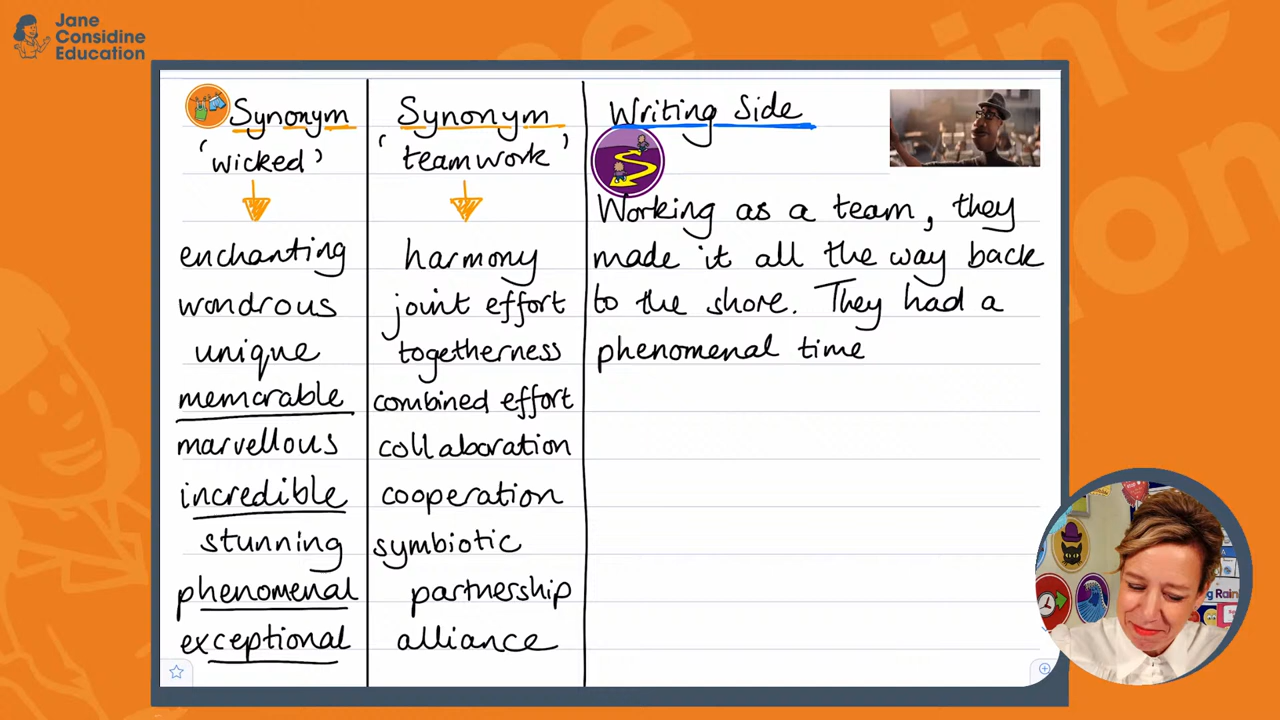 Jane
Considine
Education
Synonym
'wicked'
enchanting
wondrous
unique
memorable
marvellous
incredible
stunning
phenomenal
exceptional
Synonym
'teamwork'
harmony
joint effort
togetherness
combined effort
collaboration
cooperation
symbiotic
partnership
alliance
Writing Side
Working as a team, they
made it all the way back
to the shore. They had a
phenomenal time